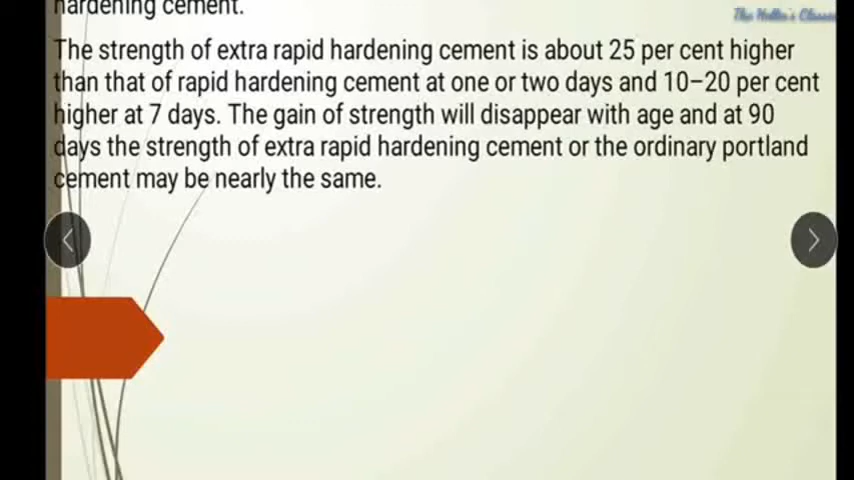 hardening cement.
The strength of extra rapid hardening cement is about 25 per cent higher
than that of rapid hardening cement at one or two days and 10–20 per cent
higher at 7 days. The gain of strength will disappear with age and at 90
days the strength of extra rapid hardening cement or the ordinary portland
cement may be nearly the same.